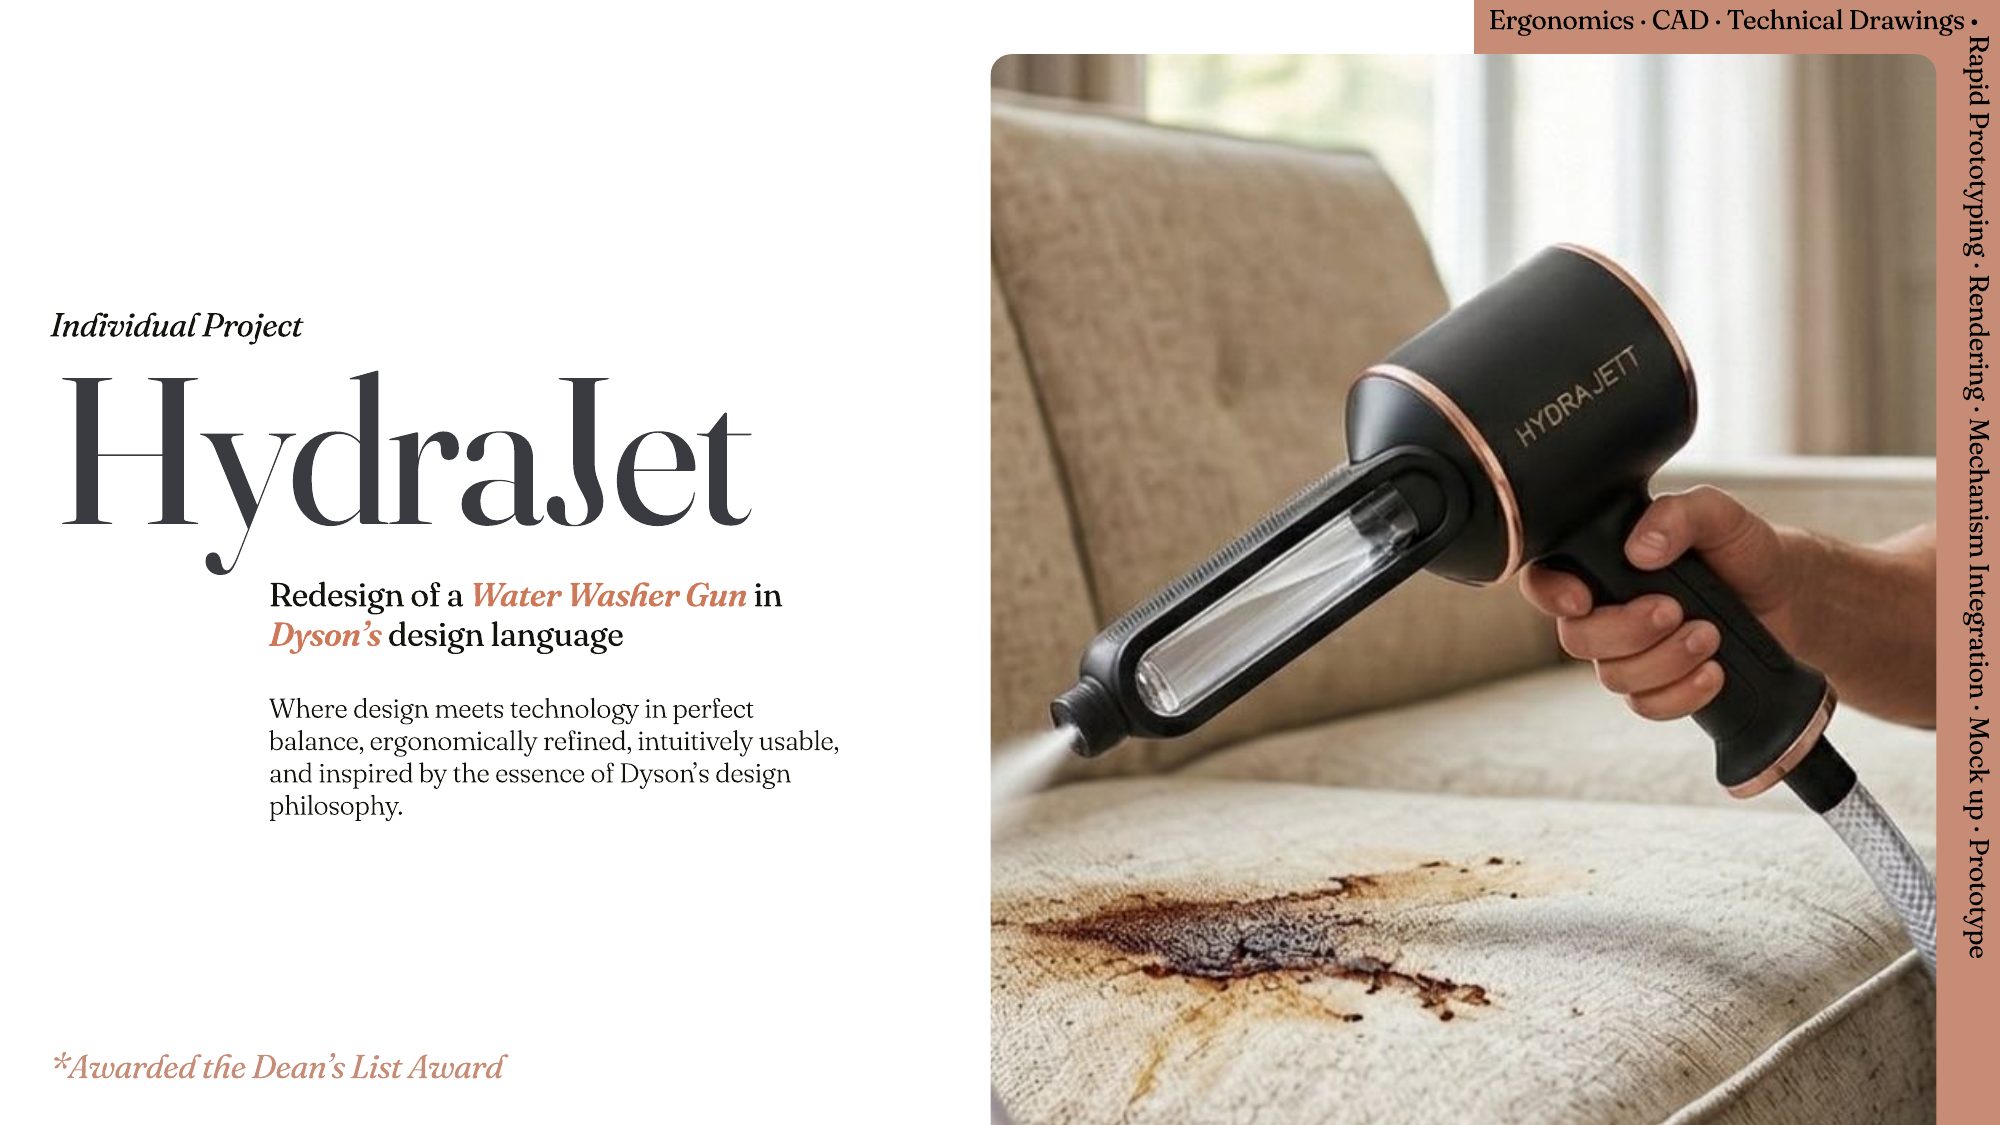 Ergonomics · CAD · Technical Drawings •
Rapid Prototyping · Rendering · Mechanism Integration · Mock up · Prototype
Individual Project
HydraJet
Redesign of a Water Washer Gun in
Dyson’s design language
Where design meets technology in perfect
balance, ergonomically refined, intuitively usable,
and inspired by the essence of Dyson’s design
philosophy.
*Awarded the Dean’s List Award
HYDRAJETT